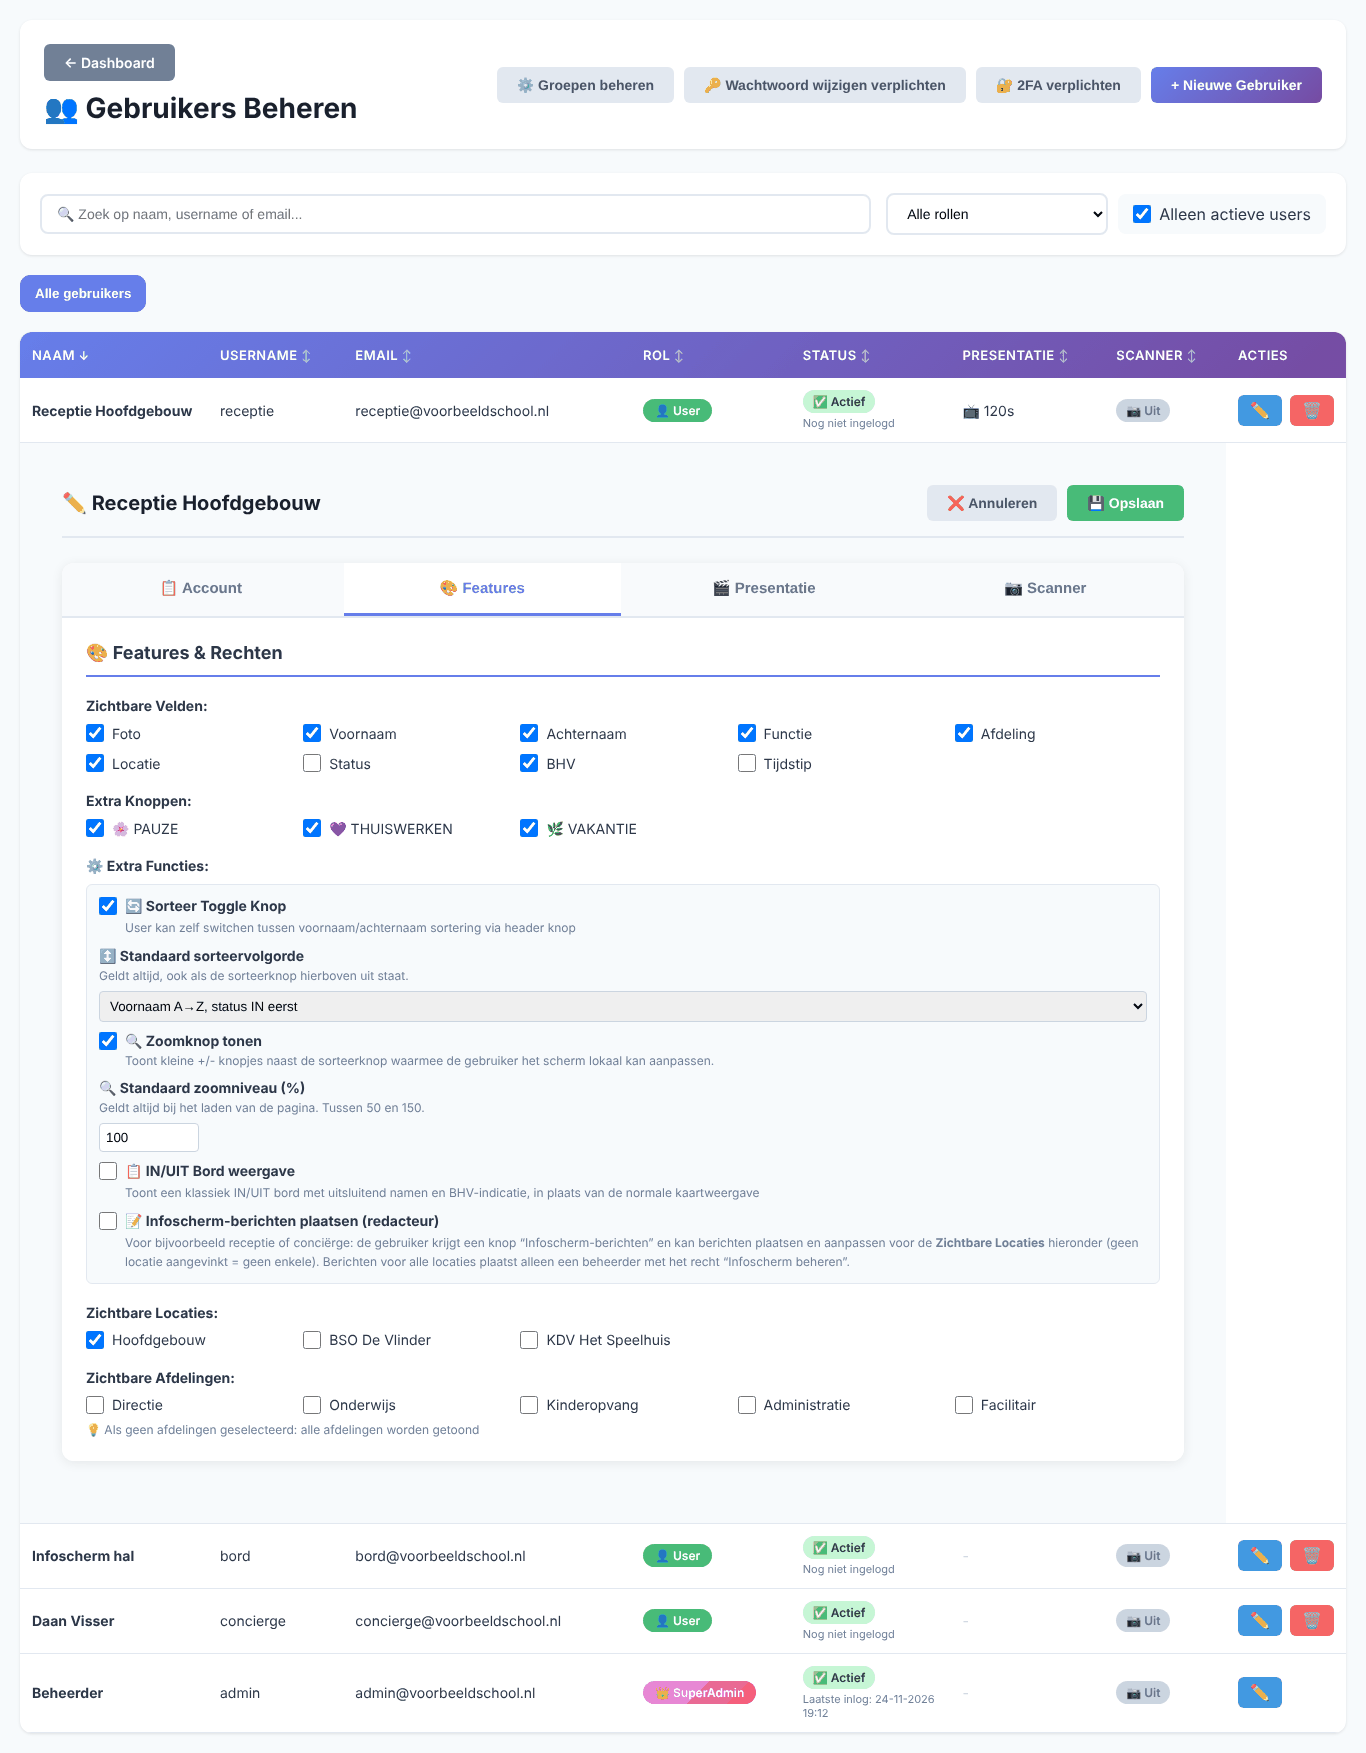 ← Dashboard
👥 Gebruikers Beheren
⚙️ Groepen beheren
🔑 Wachtwoord wijzigen verplichten
🔐 2FA verplichten
+ Nieuwe Gebruiker
🔍 Zoek op naam, username of email...
Alle rollen
Alleen actieve users
Alle gebruikers
NAAM ↓ USERNAME ↕ EMAIL ↕ ROL ↕ STATUS ↕ PRESENTATIE ↕ SCANNER ↕ ACTIES
Receptie Hoofdgebouw receptie receptie@voorbeeldschool.nl 👤 User ✅ Actief 📺 120s 📷 Uit
Nog niet ingelogd
✏️ Receptie Hoofdgebouw
❌ Annuleren
💾 Opslaan
📋 Account
🎨 Features
🎬 Presentatie
📷 Scanner
🎨 Features & Rechten
Zichtbare Velden:
Foto Voornaam Achternaam Functie Afdeling
Locatie Status BHV Tijdstip
Extra Knoppen:
🌸 PAUZE 💜 THUISWERKEN 🌿 VAKANTIE
⚙️ Extra Functies:
🔄 Sorteer Toggle Knop
User kan zelf switchen tussen voornaam/achternaam sortering via header knop
↕️ Standaard sorteervolgorde
Geldt altijd, ook als de sorteerknop hierboven uit staat.
Voornaam A→Z, status IN eerst
🔍 Zoomknop tonen
Toont kleine +/- knopjes naast de sorteerknop waarmee de gebruiker het scherm lokaal kan aanpassen.
🔍 Standaard zoomniveau (%)
Geldt altijd bij het laden van de pagina. Tussen 50 en 150.
100
📋 IN/UIT Bord weergave
Toont een klassiek IN/UIT bord met uitsluitend namen en BHV-indicatie, in plaats van de normale kaartweergave
📝 Infoscherm-berichten plaatsen (redacteur)
Voor bijvoorbeeld receptie of conciërge: de gebruiker krijgt een knop “Infoscherm-berichten” en kan berichten plaatsen en aanpassen voor de Zichtbare Locaties hieronder (geen
locatie aangevinkt = geen enkele). Berichten voor alle locaties plaatst alleen een beheerder met het recht “Infoscherm beheren”.
Zichtbare Locaties:
Hoofdgebouw BSO De Vlinder KDV Het Speelhuis
Zichtbare Afdelingen:
Directie Onderwijs Kinderopvang Administratie Facilitair
💡 Als geen afdelingen geselecteerd: alle afdelingen worden getoond
Infoscherm hal bord bord@voorbeeldschool.nl 👤 User ✅ Actief - 📷 Uit
Nog niet ingelogd
Daan Visser concierge concierge@voorbeeldschool.nl 👤 User ✅ Actief - 📷 Uit
Nog niet ingelogd
Beheerder admin admin@voorbeeldschool.nl 👑 SuperAdmin ✅ Actief - 📷 Uit
Laatste inlog: 24-11-2026
19:12